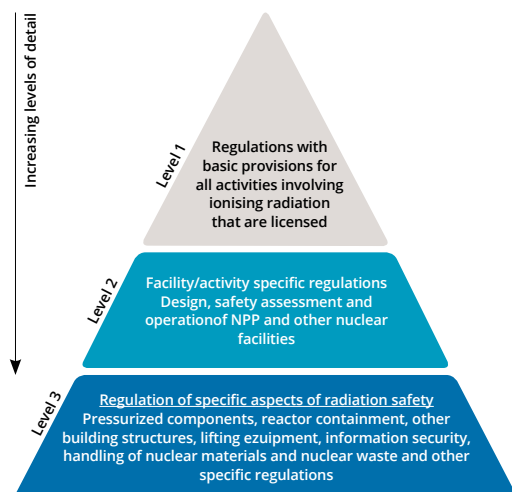 Increasing levels of detail
Level 1
Regulations with
basic provisions for
all activities involving
ionising radiation
that are licensed
Level 2
Facility/activity specific regulations
Design, safety assessment and
operationof NPP and other nuclear
facilities
Level 3
Regulation of specific aspects of radiation safety
Pressurized components, reactor containment, other
building structures, lifting ezuipment, information security,
handling of nuclear materials and nuclear waste and other
specific regulations